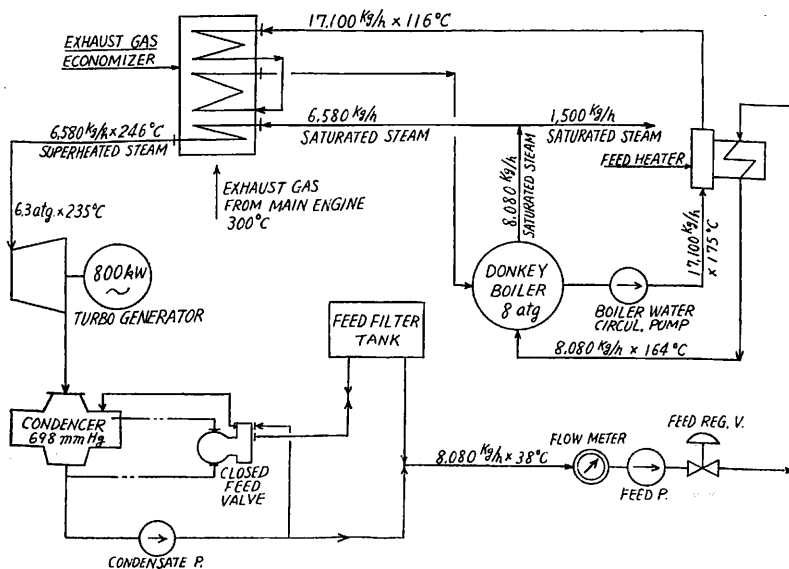 17,100 Kg/h × 116°C
EXHAUST GAS
ECONOMIZER
6,580 Kg/h × 246°C
SUPERHEATED STEAM
6,580 Kg/h
SATURATED STEAM
1,500 Kg/h
SATURATED STEAM
FEED HEATER
EXHAUST GAS
FROM MAIN ENGINE
300°C
8,080 Kg/h
SATURATED STEAM
17,100 Kg/h
× 175°C
6.3 atg. × 235°C
800 kW
~
TURBO GENERATOR
DONKEY
BOILER
8 atg
BOILER WATER
CIRCUL. PUMP
8,080 Kg/h × 164°C
FEED FILTER
TANK
CONDENCER
698 mm Hg
CLOSED
FEED
VALVE
CONDENSATE P.
8,080 Kg/h × 38°C
FLOW METER
FEED P.
FEED REG. V.